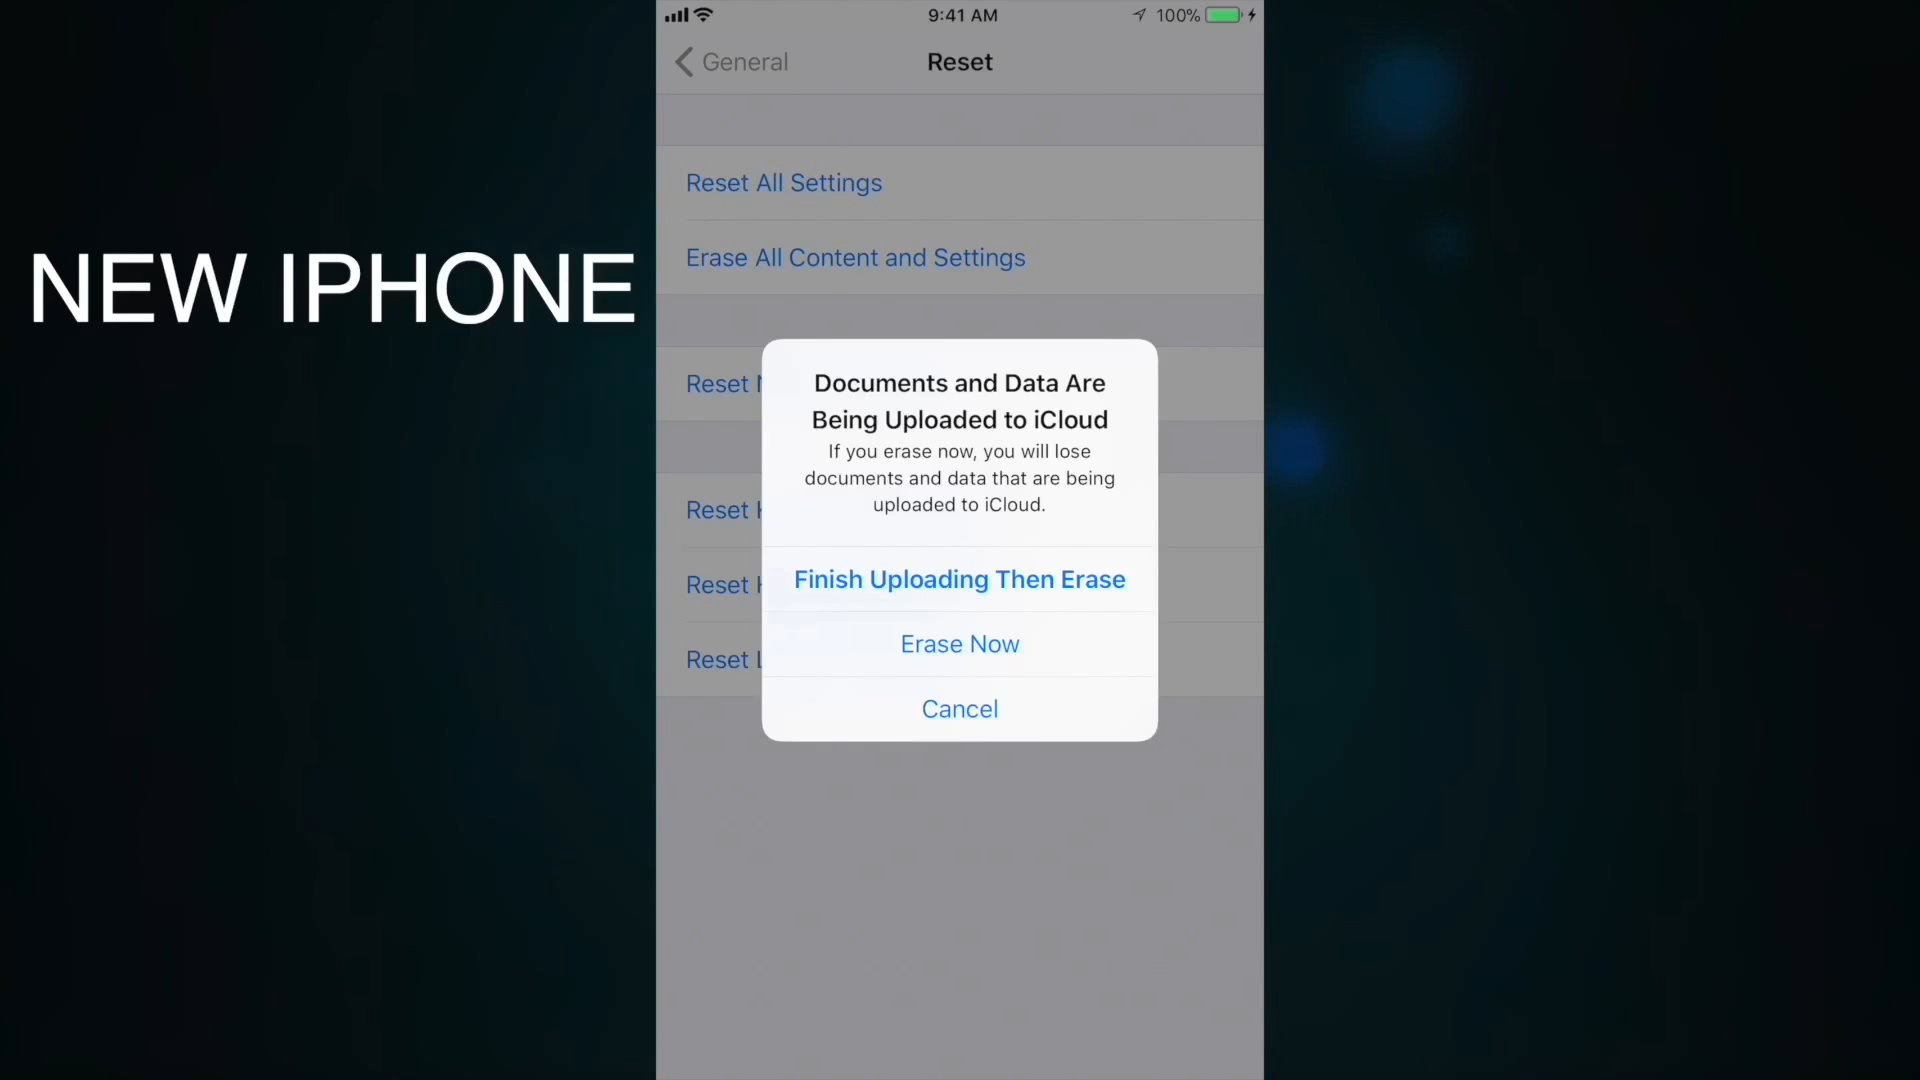 9:41 AM
100%
General
Reset
Reset All Settings
Erase All Content and Settings
NEW IPHONE
Reset
Documents and Data Are
Being Uploaded to iCloud
If you erase now, you will lose
documents and data that are being
uploaded to iCloud.
Reset
Finish Uploading Then Erase
Reset
Erase Now
Reset
Cancel